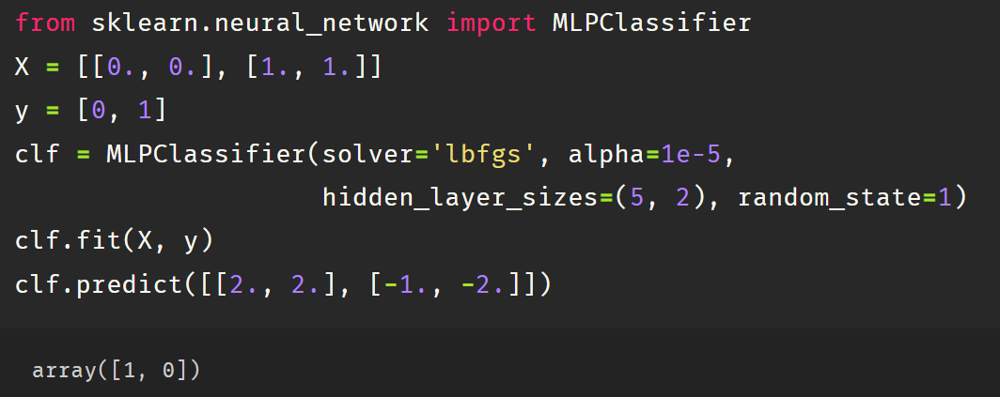 from sklearn.neural_network import MLPClassifier
X = [[0., 0.], [1., 1.]]
y = [0, 1]
clf = MLPClassifier(solver='lbfgs', alpha=1e-5,
                    hidden_layer_sizes=(5, 2), random_state=1)
clf.fit(X, y)
clf.predict([[2., 2.], [-1., -2.]])
array([1, 0])